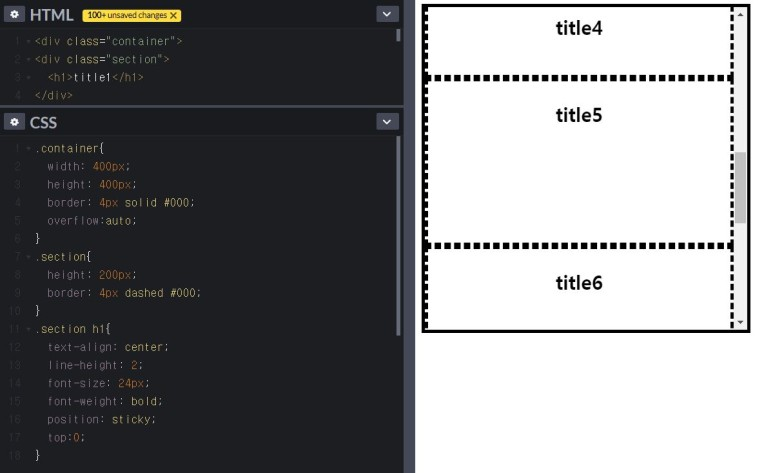 HTML 100+ unsaved changes X
1 <div class="container">
2 <div class="section">
3 <h1>title1</h1>
4 </div>
CSS
1 .container{
2 width: 400px;
3 height: 400px;
4 border: 4px solid #000;
5 overflow:auto;
6 }
7 .section{
8 height: 200px;
9 border: 4px dashed #000;
10 }
11 .section h1{
12 text-align: center;
13 line-height: 2;
14 font-size: 24px;
15 font-weight: bold;
16 position: sticky;
17 top:0;
18 }
title4
title5
title6